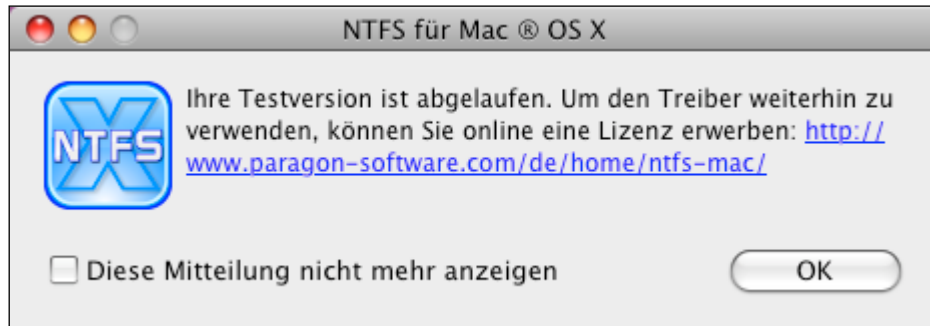 NTFS für Mac ® OS X
Ihre Testversion ist abgelaufen. Um den Treiber weiterhin zu
verwenden, können Sie online eine Lizenz erwerben: http://
www.paragon-software.com/de/home/ntfs-mac/
X
NTFS
Diese Mitteilung nicht mehr anzeigen
OK